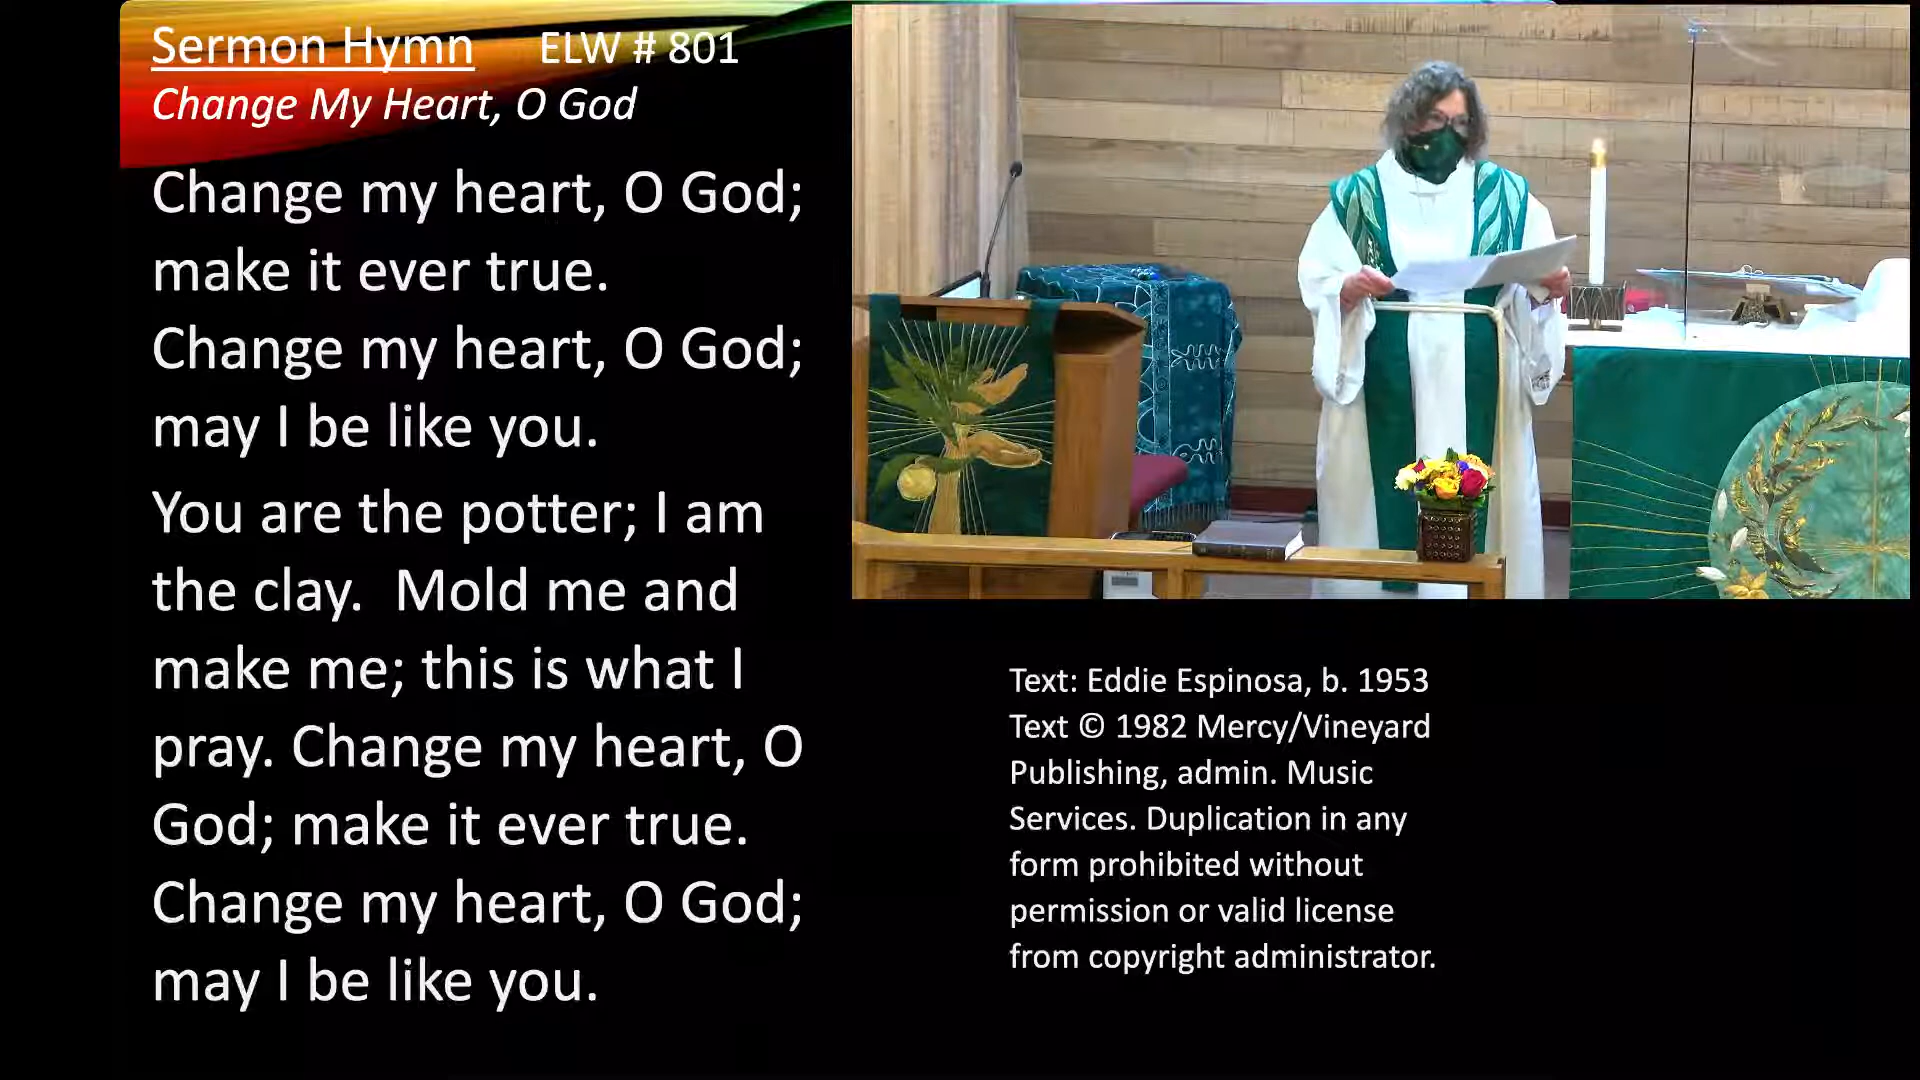 Sermon Hymn ELW # 801
Change My Heart, O God
Change my heart, O God;
make it ever true.
Change my heart, O God;
may I be like you.
You are the potter; I am
the clay. Mold me and
make me; this is what I
pray. Change my heart, O
God; make it ever true.
Change my heart, O God;
may I be like you.
Text: Eddie Espinosa, b. 1953
Text © 1982 Mercy/Vineyard
Publishing, admin. Music
Services. Duplication in any
form prohibited without
permission or valid license
from copyright administrator.